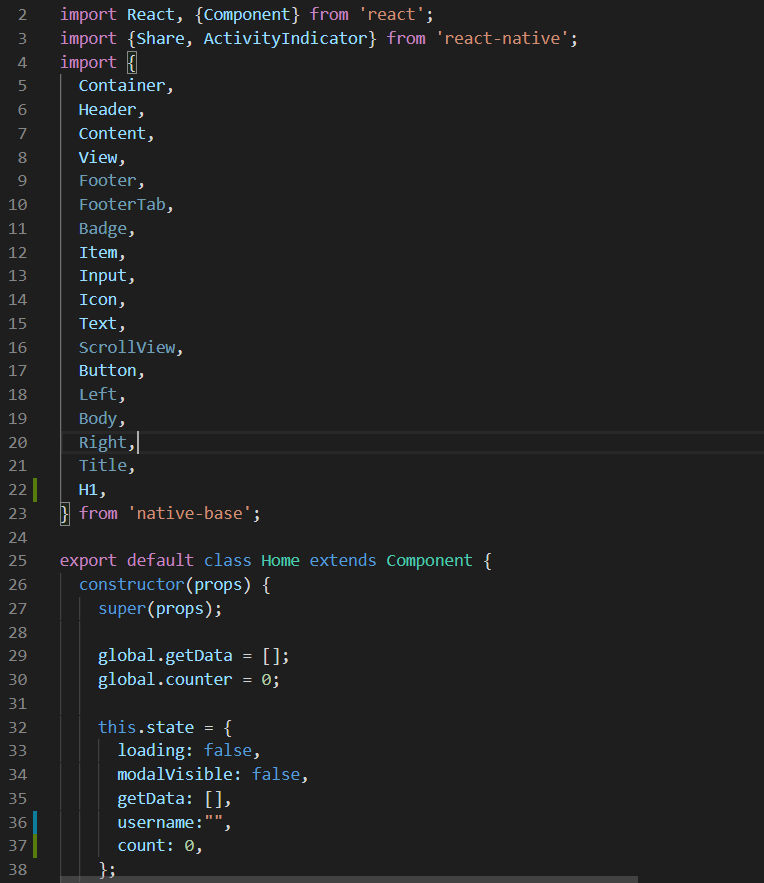 2 import React, {Component} from 'react';
3 import {Share, ActivityIndicator} from 'react-native';
4 import {
5 Container,
6 Header,
7 Content,
8 View,
9 Footer,
10 FooterTab,
11 Badge,
12 Item,
13 Input,
14 Icon,
15 Text,
16 ScrollView,
17 Button,
18 Left,
19 Body,
20 Right,
21 Title,
22 H1,
23 } from 'native-base';
24
25 export default class Home extends Component {
26 constructor(props) {
27 super(props);
28
29 global.getData = [];
30 global.counter = 0;
31
32 this.state = {
33 loading: false,
34 modalVisible: false,
35 getData: [],
36 username:"",
37 count: 0,
38 };